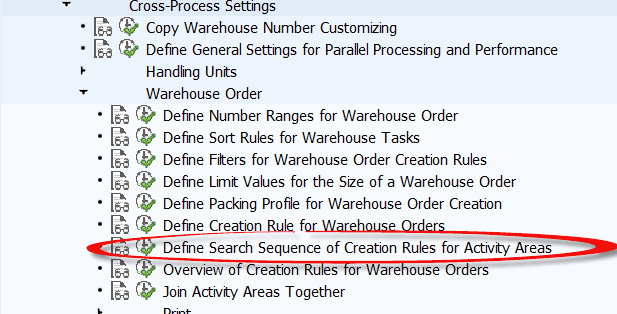 Cross-Process Settings
Copy Warehouse Number Customizing
Define General Settings for Parallel Processing and Performance
Handling Units
Warehouse Order
Define Number Ranges for Warehouse Order
Define Sort Rules for Warehouse Tasks
Define Filters for Warehouse Order Creation Rules
Define Limit Values for the Size of a Warehouse Order
Define Packing Profile for Warehouse Order Creation
Define Creation Rule for Warehouse Orders
Define Search Sequence of Creation Rules for Activity Areas
Overview of Creation Rules for Warehouse Orders
Join Activity Areas Together
Print